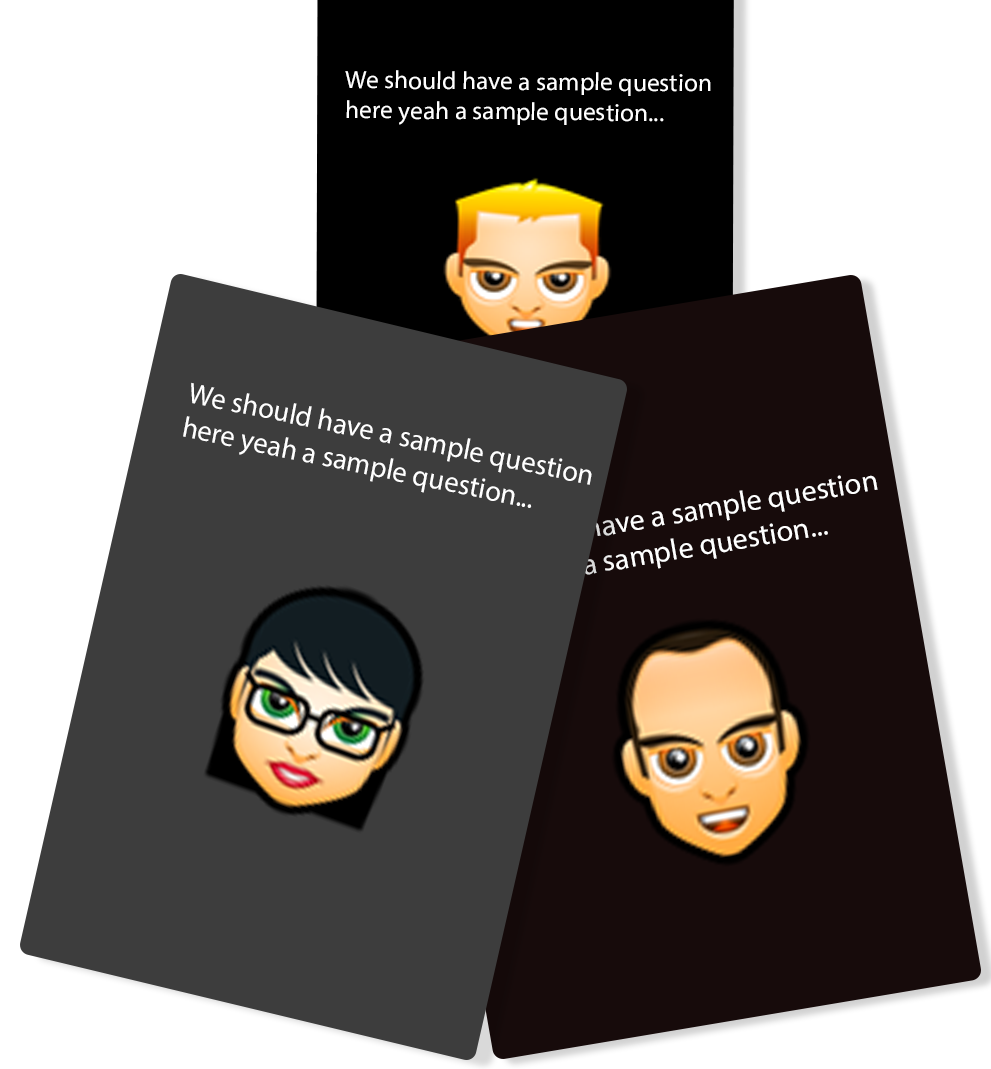 We should have a sample question
here yeah a sample question...
We should have a sample question
here yeah a sample question...
a sample question
a sample question...